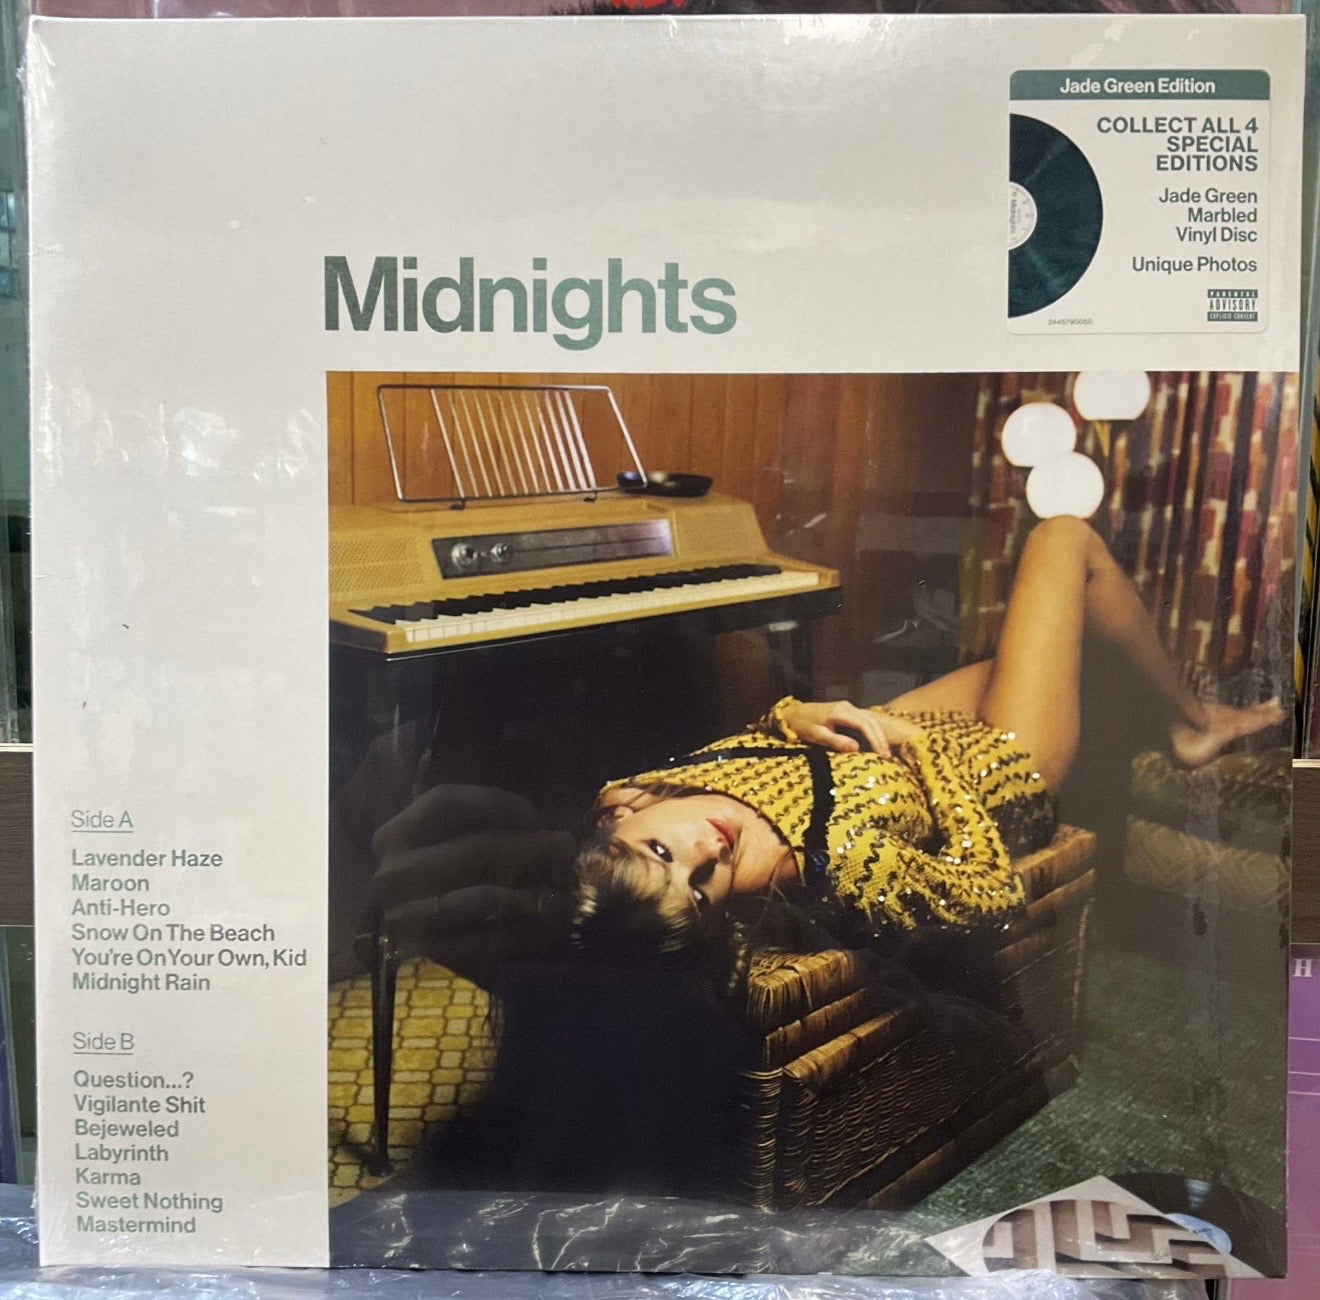 Jade Green Edition
COLLECT ALL 4
SPECIAL
EDITIONS
Jade Green
Marbled
Vinyl Disc
Unique Photos
PARENTAL
ADVISORY
EXPLICIT CONTENT
2445790050
Midnights
Side A
Lavender Haze
Maroon
Anti-Hero
Snow On The Beach
You're On Your Own, Kid
Midnight Rain
Side B
Question...?
Vigilante Shit
Bejeweled
Labyrinth
Karma
Sweet Nothing
Mastermind
H